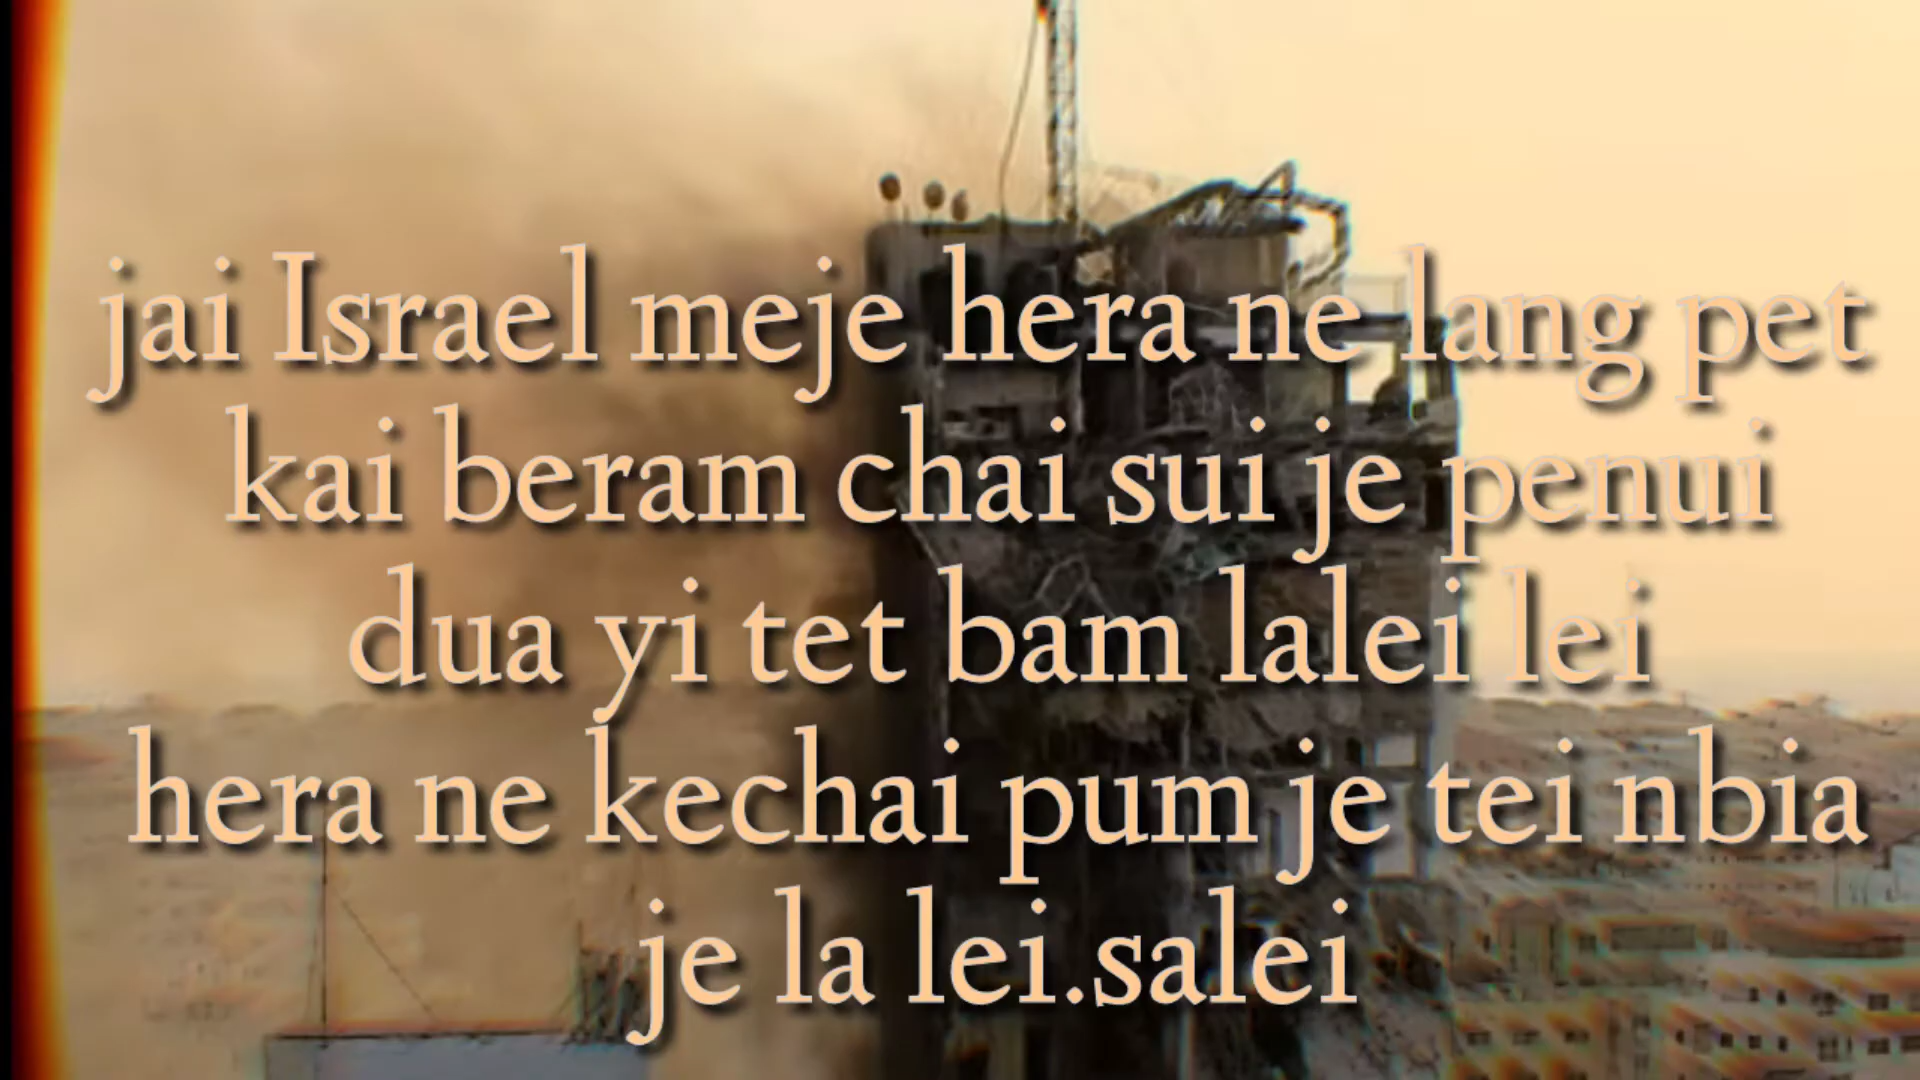 jai Israel meje hera ne lang pet
kai beram chai sui je penui
dua yi tet bam lalei lei
hera ne kechai pum je tei nbia
je la lei.salei